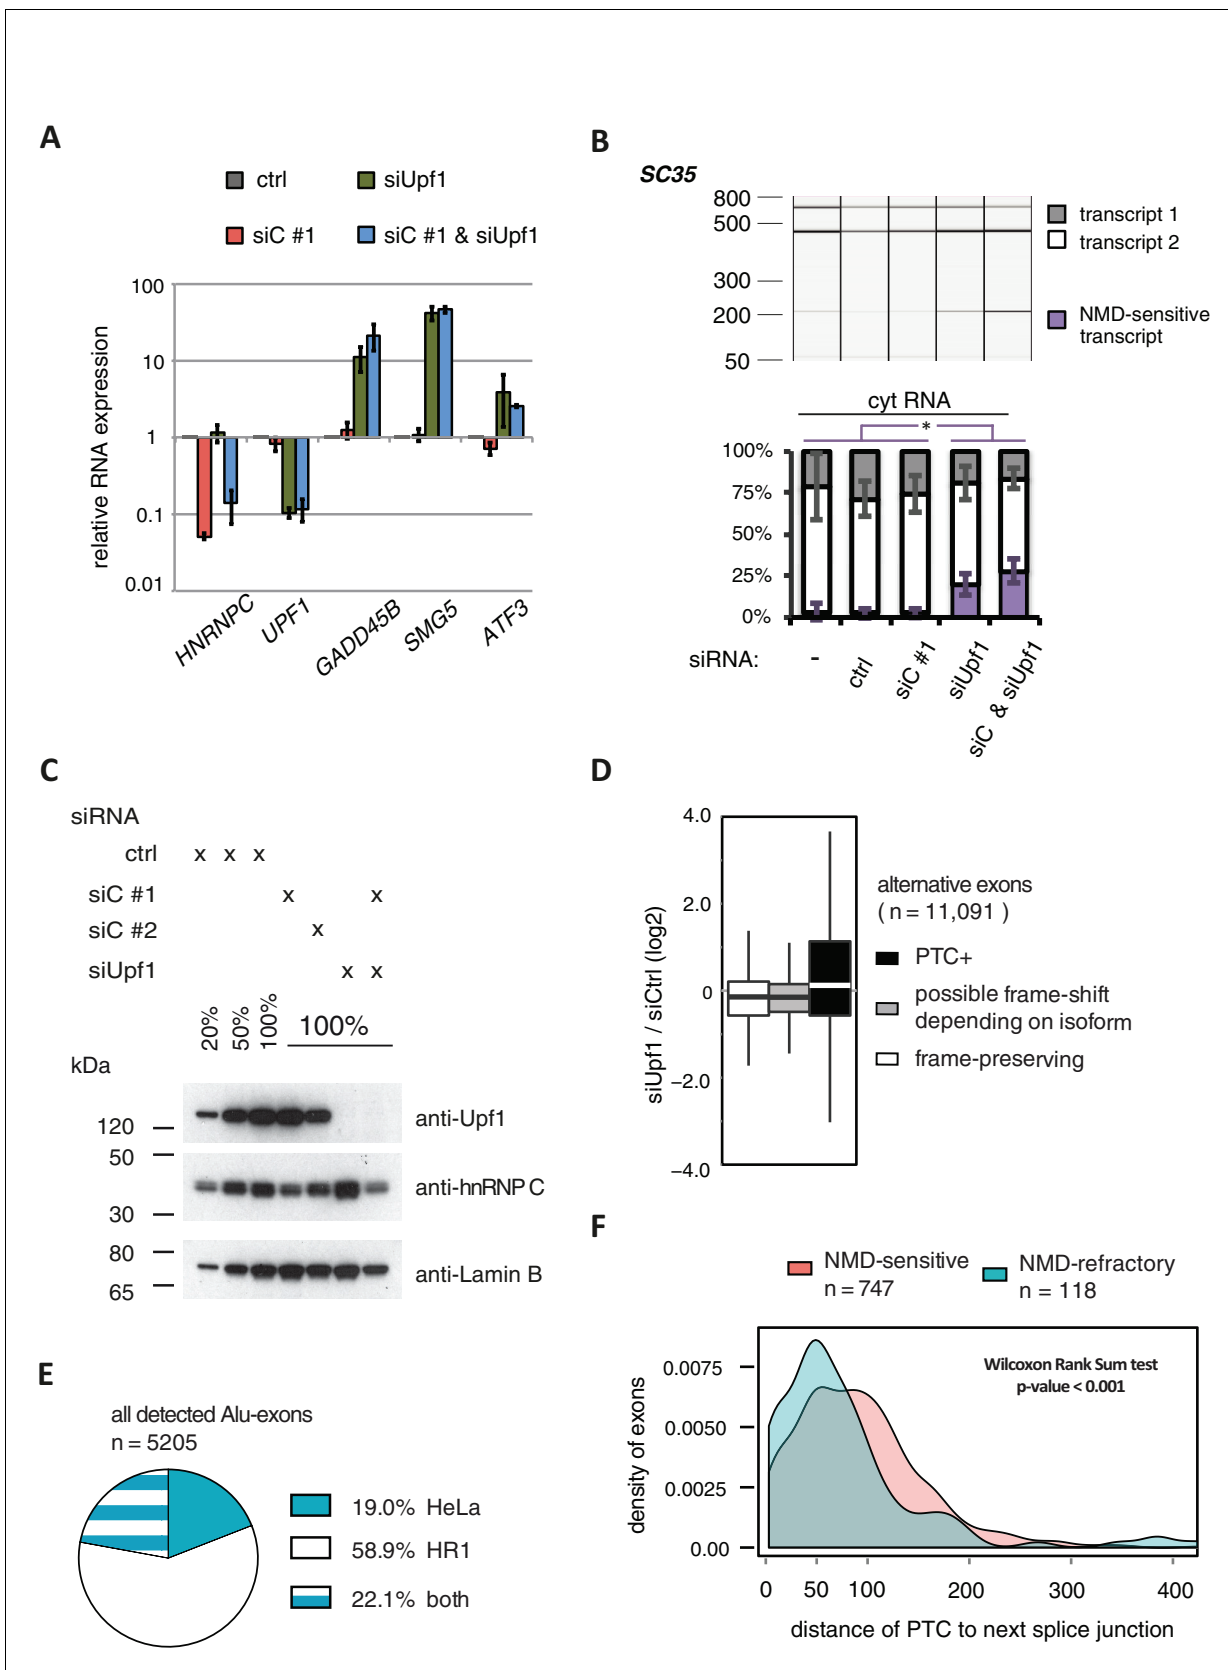 A
ctrl
siUpf1
siC #1
siC #1 & siUpf1
100
10
1
0.1
0.01
relative RNA expression
HNRNPC
UPF1
GADD45B
SMG5
ATF3
B
SC35
800
500
300
200
50
transcript 1
transcript 2
NMD-sensitive
transcript
cyt RNA
*
100%
75%
50%
25%
0%
siRNA:
-
ctrl
siC #1
siUpf1
siC & siUpf1
C
siRNA
ctrl x x x
siC #1 x x
siC #2 x
siUpf1 x x
20%
50%
100%
100%
kDa
120
anti-Upf1
50
30
anti-hnRNP C
80
65
anti-Lamin B
D
4.0
2.0
0
−2.0
−4.0
siUpf1 / siCtrl (log2)
alternative exons
( n = 11,091 )
PTC+
possible frame-shift
depending on isoform
frame-preserving
E
all detected Alu-exons
n = 5205
19.0% HeLa
58.9% HR1
22.1% both
F
NMD-sensitive
n = 747
NMD-refractory
n = 118
Wilcoxon Rank Sum test
p-value < 0.001
0.0075
0.0050
0.0025
0.00
density of exons
0 50 100 200 300 400
distance of PTC to next splice junction